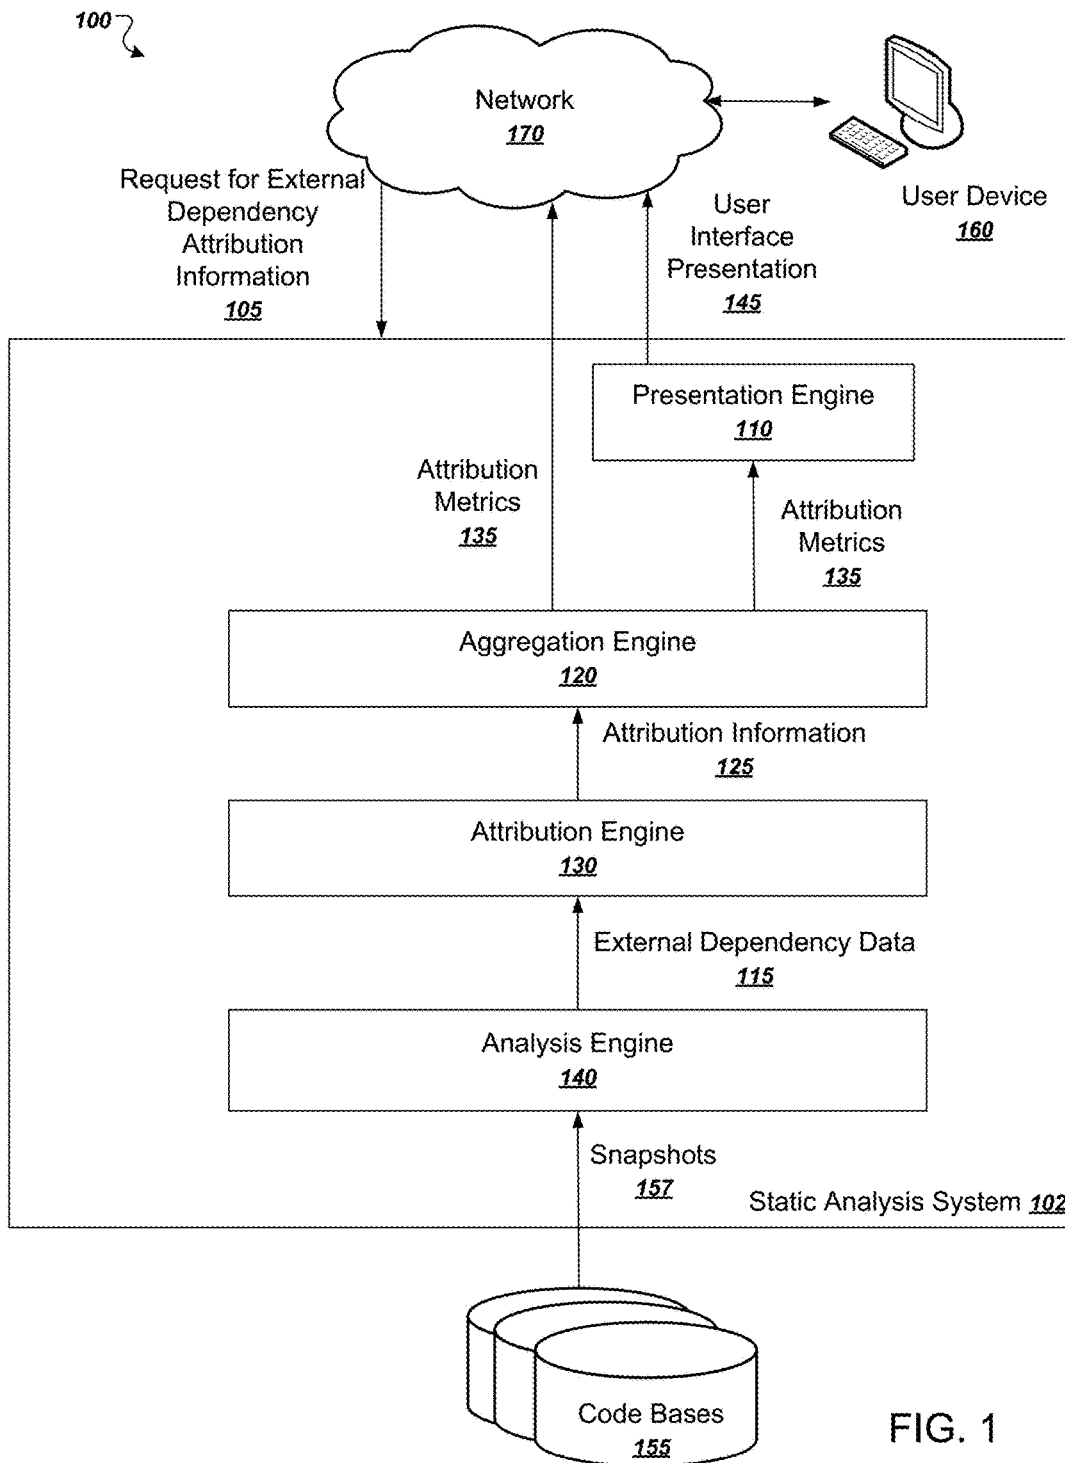 100
Network
170
Request for External
Dependency
Attribution
Information
105
User
Interface
Presentation
145
User Device
160
Presentation Engine
110
Attribution
Metrics
135
Attribution
Metrics
135
Aggregation Engine
120
Attribution Information
125
Attribution Engine
130
External Dependency Data
115
Analysis Engine
140
Snapshots
157
Static Analysis System 102
Code Bases
155
FIG. 1